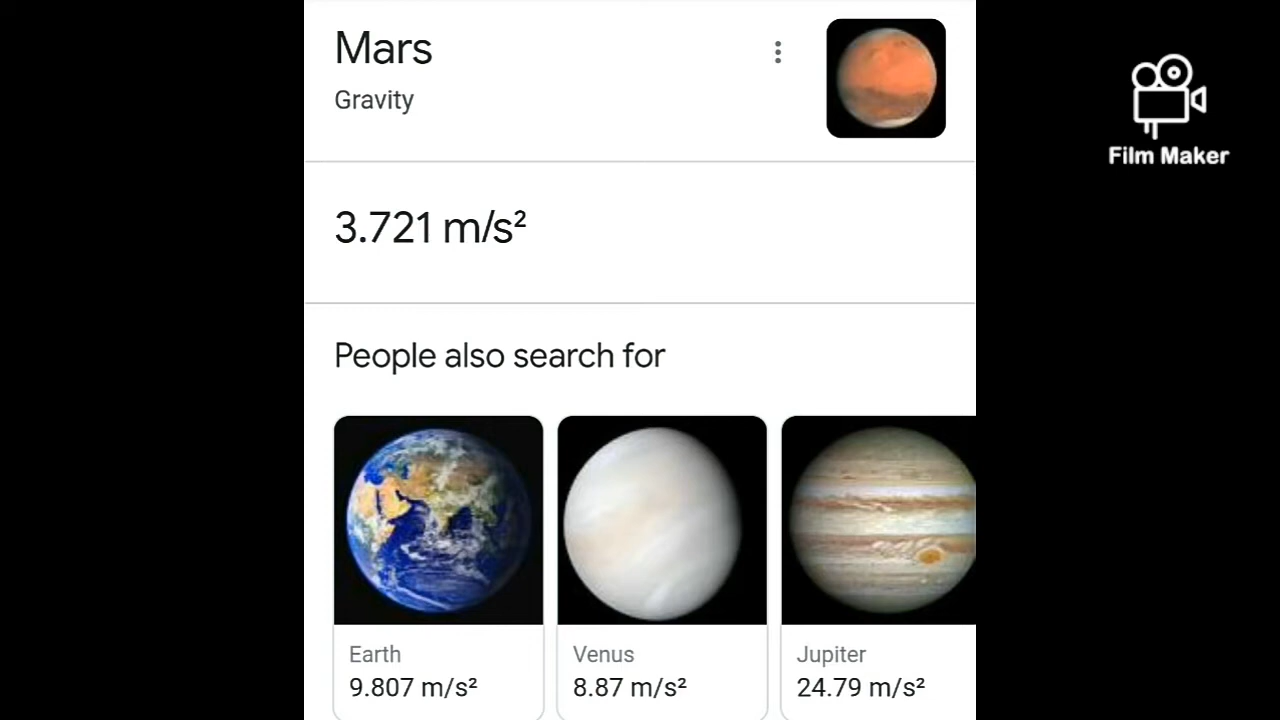 Mars
Gravity
Film Maker
3.721 m/s²
People also search for
Earth
9.807 m/s²
Venus
8.87 m/s²
Jupiter
24.79 m/s²